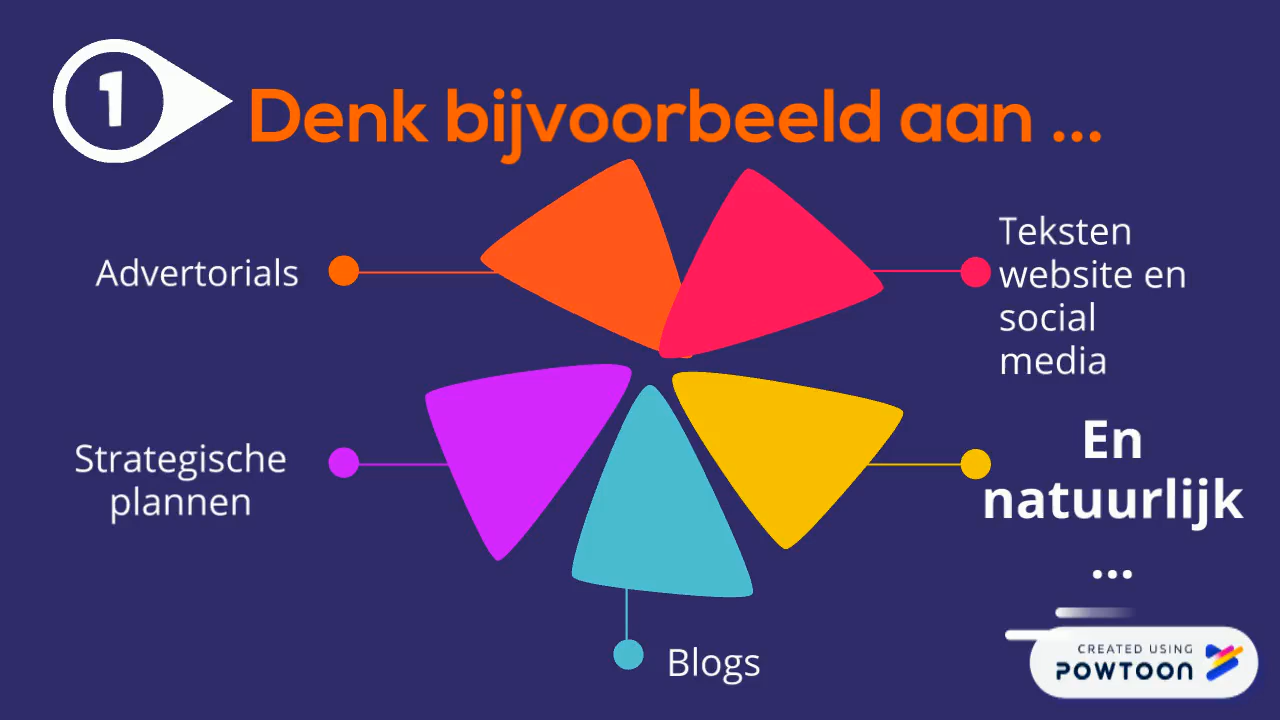 1
Denk bijvoorbeeld aan ...
Advertorials
Teksten
website en
social
media
Strategische
plannen
En
natuurlijk
...
Blogs
CREATED USING
POWTOON